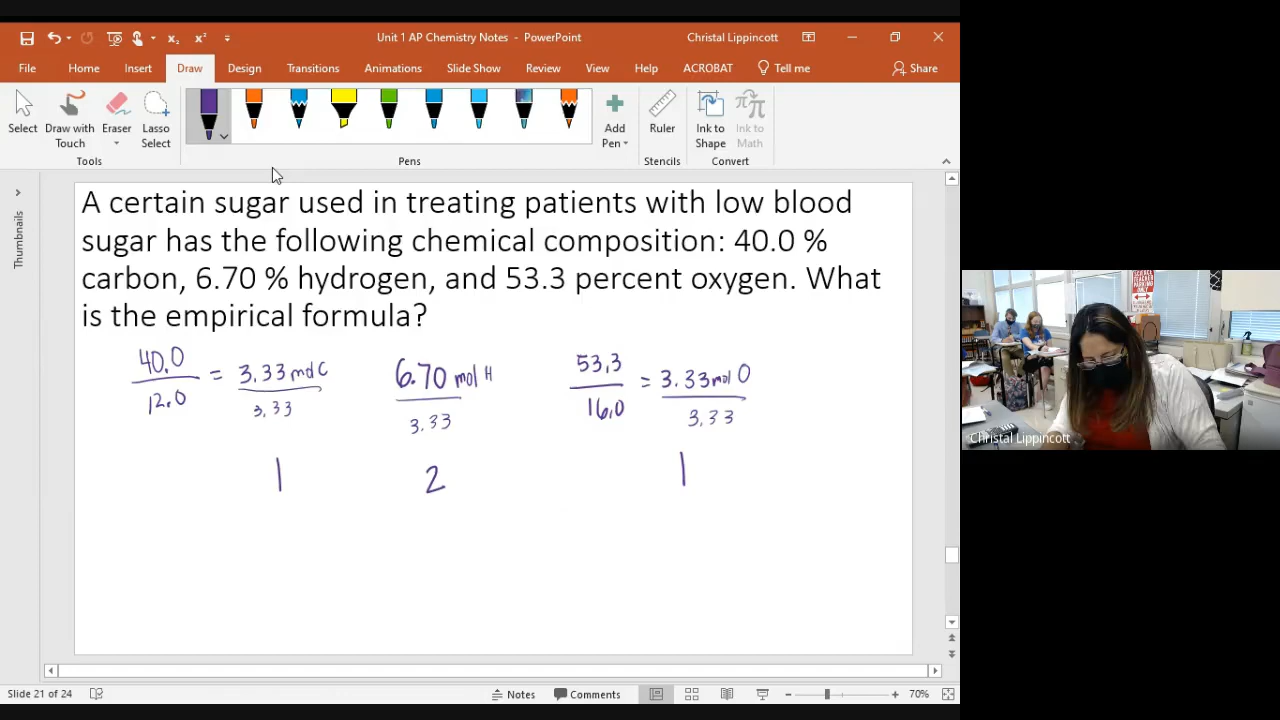 Unit 1 AP Chemistry Notes - PowerPoint
Christal Lippincott
File Home Insert Draw Design Transitions Animations Slide Show Review View Help ACROBAT Tell me Share
Select
Draw with Touch
Eraser
Lasso Select
Add Pen
Ruler
Ink to Shape
Ink to Math
Tools Pens Stencils Convert
Thumbnails
A certain sugar used in treating patients with low blood
sugar has the following chemical composition: 40.0 %
carbon, 6.70 % hydrogen, and 53.3 percent oxygen. What
is the empirical formula?
40.0 = 3.33 mol C 6.70 mol H 53.3 = 3.33 mol O
12.0 3.33 3.33 16.0 3.33
1 2 1
Christal Lippincott
Slide 21 of 24 Notes Comments 70%